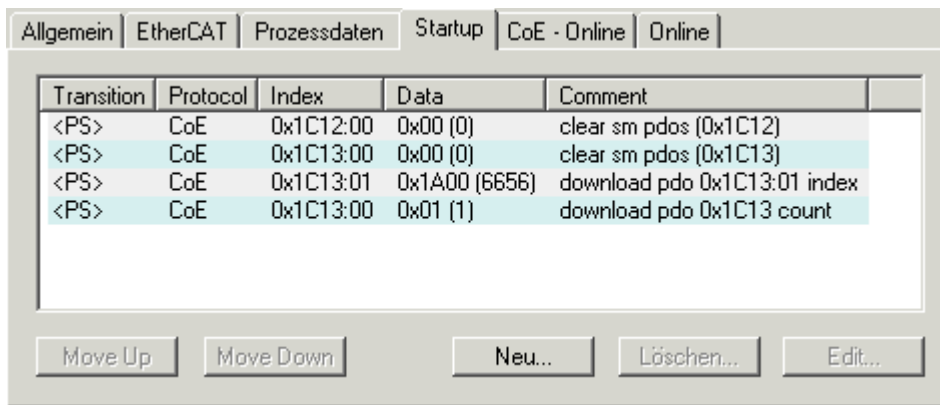 Allgemein EtherCAT Prozessdaten Startup CoE - Online Online
Transition Protocol Index Data Comment
<PS> CoE 0x1C12:00 0x00 (0) clear sm pdos (0x1C12)
<PS> CoE 0x1C13:00 0x00 (0) clear sm pdos (0x1C13)
<PS> CoE 0x1C13:01 0x1A00 (6656) download pdo 0x1C13:01 index
<PS> CoE 0x1C13:00 0x01 (1) download pdo 0x1C13 count
Move Up Move Down Neu... Löschen... Edit...